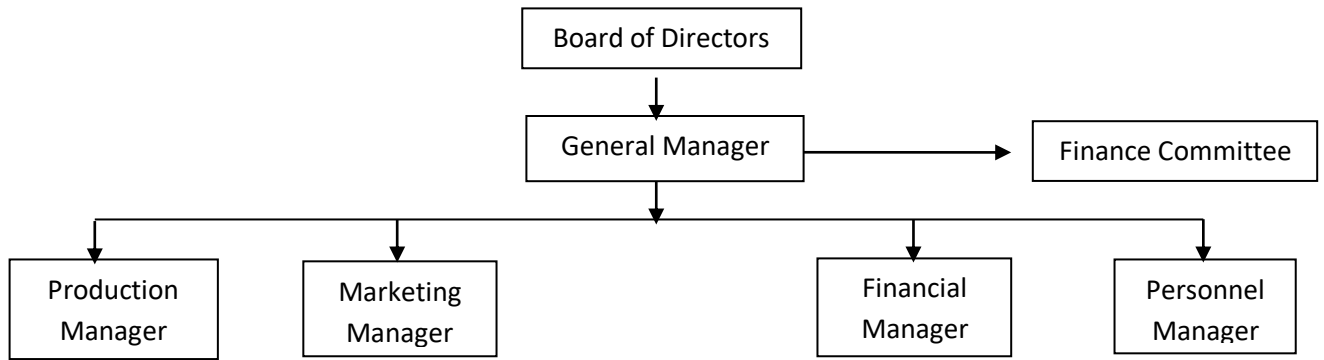 Board of Directors
General Manager
Finance Committee
Production
Manager
Marketing
Manager
Financial
Manager
Personnel
Manager